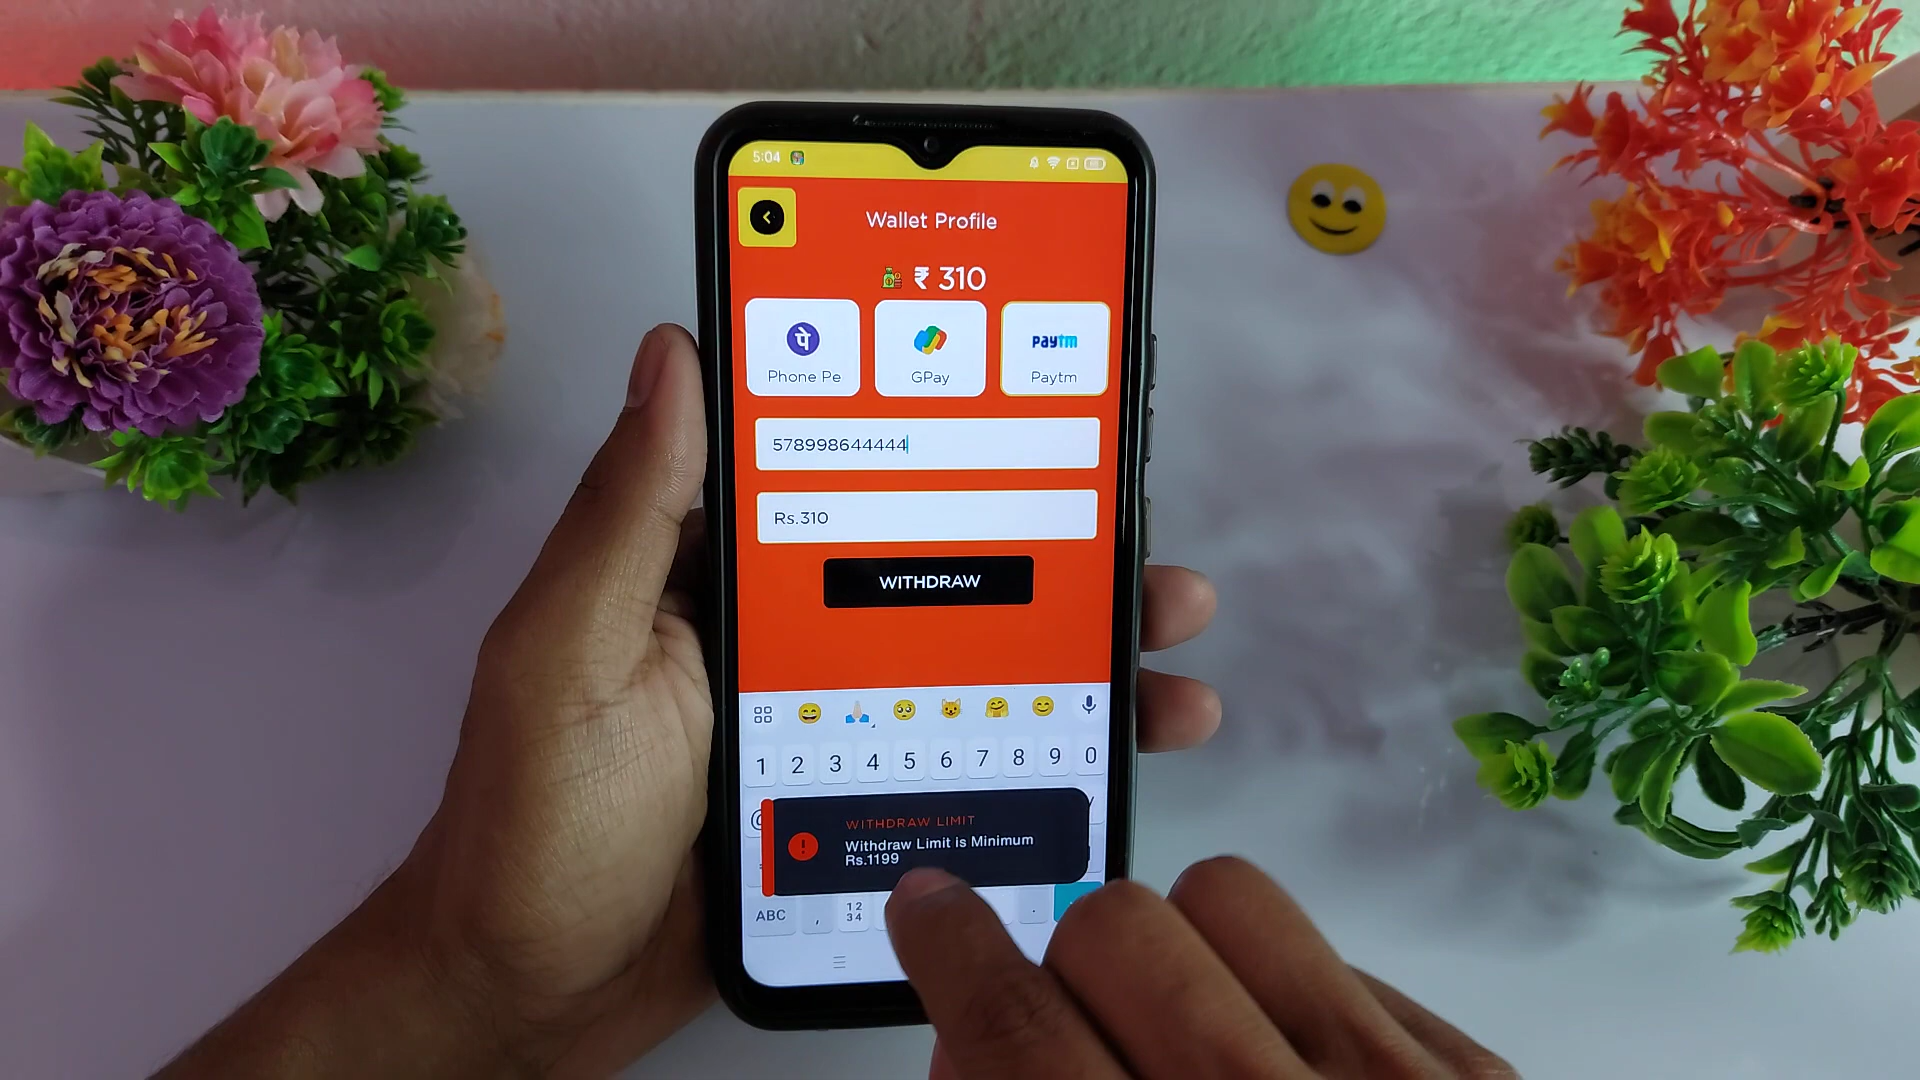 5:04
Wallet Profile
₹ 310
पे
Phone Pe
GPay
paytm
Paytm
578998644444
Rs.310
WITHDRAW
1 2 3 4 5 6 7 8 9 0
@
WITHDRAW LIMIT
Withdraw Limit is Minimum
Rs.1199
ABC , 12 .
34